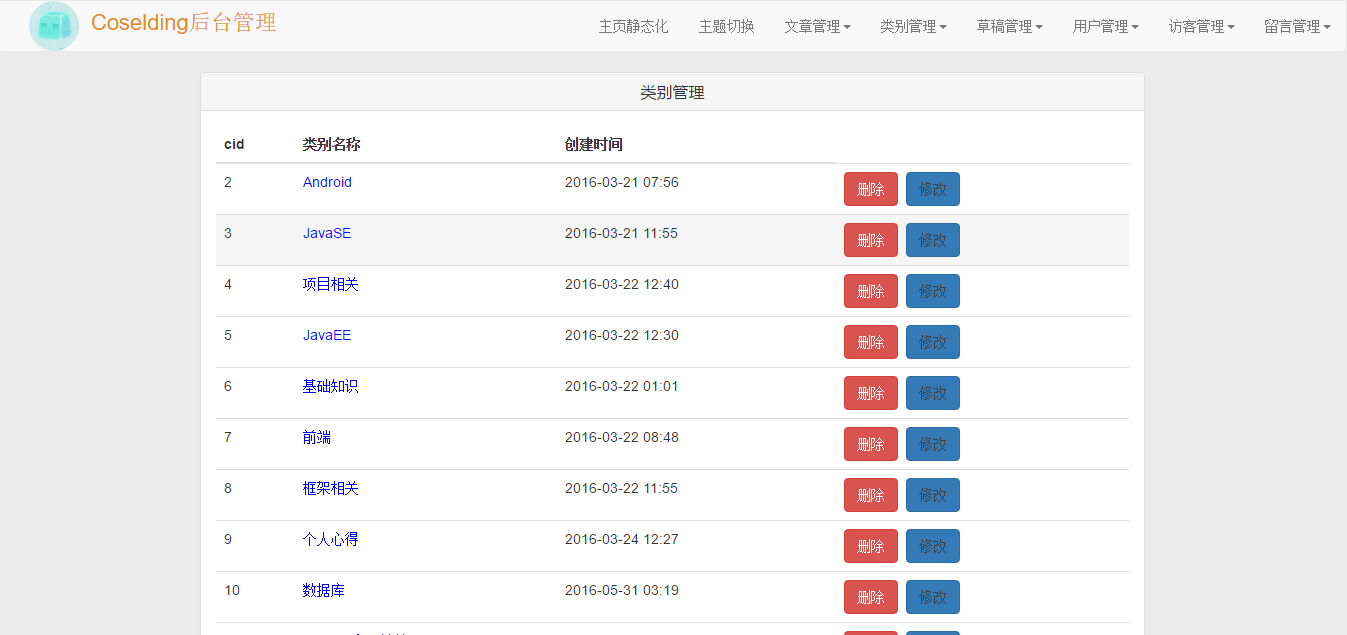 Coselding后台管理
主页静态化 主题切换 文章管理 类别管理 草稿管理 用户管理 访客管理 留言管理
类别管理
cid 类别名称 创建时间
2 Android 2016-03-21 07:56 删除 修改
3 JavaSE 2016-03-21 11:55 删除 修改
4 项目相关 2016-03-22 12:40 删除 修改
5 JavaEE 2016-03-22 12:30 删除 修改
6 基础知识 2016-03-22 01:01 删除 修改
7 前端 2016-03-22 08:48 删除 修改
8 框架相关 2016-03-22 11:55 删除 修改
9 个人心得 2016-03-24 12:27 删除 修改
10 数据库 2016-05-31 03:19 删除 修改